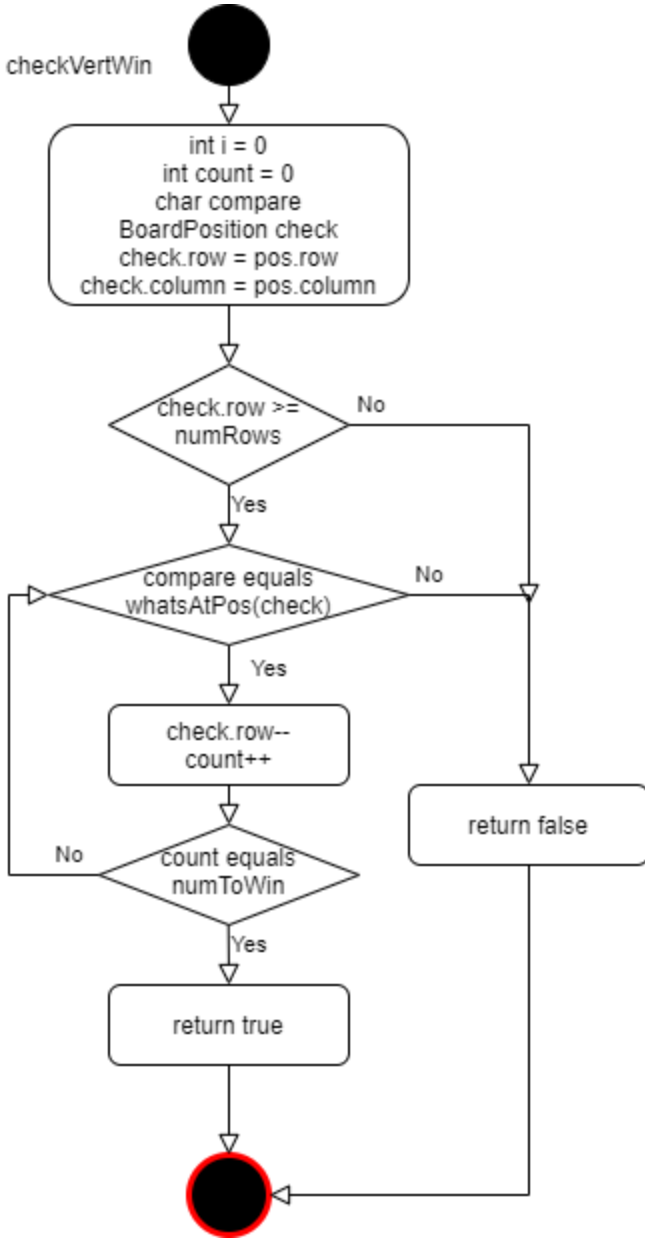 checkVertWin
int i = 0
int count = 0
char compare
BoardPosition check
check.row = pos.row
check.column = pos.column
check.row >=
numRows
No
Yes
compare equals
whatsAtPos(check)
No
Yes
check.row--
count++
return false
count equals
numToWin
No
Yes
return true